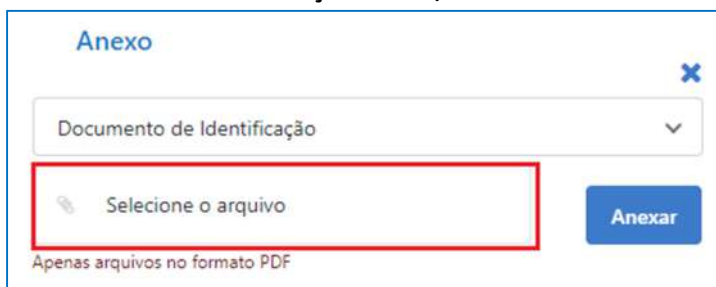 Anexo
Documento de Identificação
Selecione o arquivo
Anexar
Apenas arquivos no formato PDF